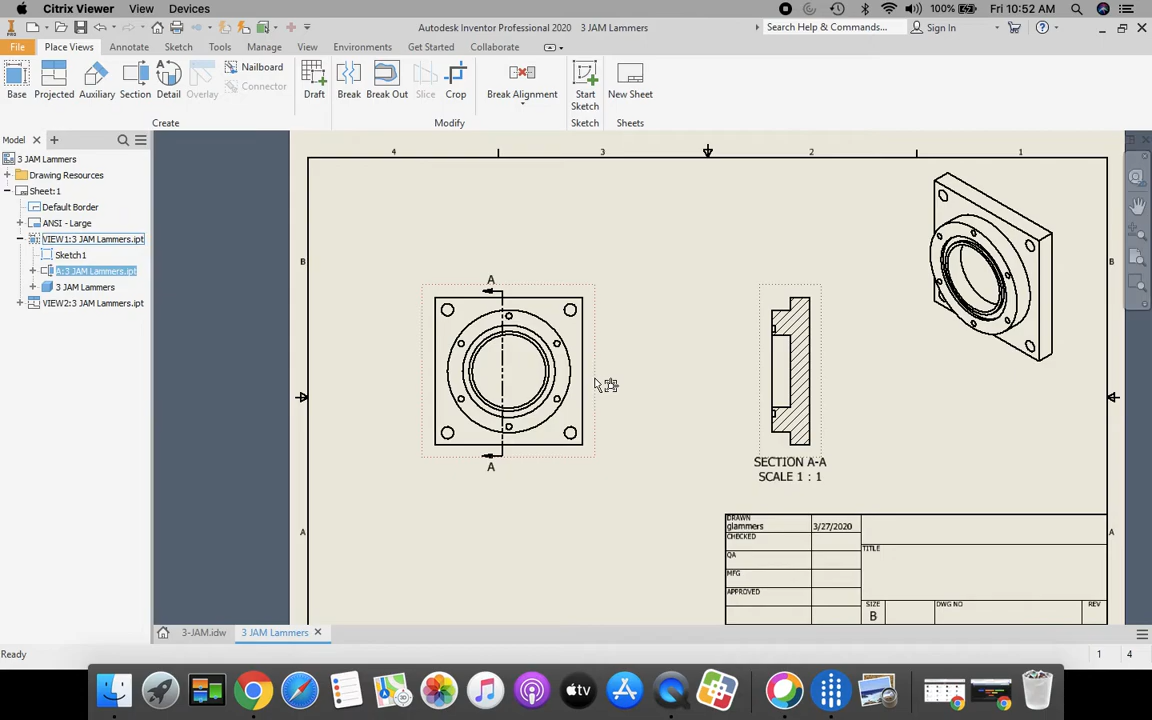 Citrix Viewer View Devices 100% Fri 10:52 AM
Autodesk Inventor Professional 2020 3 JAM Lammers Search Help & Commands... Sign In
File Place Views Annotate Sketch Tools Manage View Environments Get Started Collaborate
Base Projected Auxiliary Section Detail Overlay Nailboard Connector Draft Break Break Out Slice Crop Break Alignment Start Sketch New Sheet
Create Modify Sketch Sheets
Model
3 JAM Lammers
Drawing Resources
Sheet:1
Default Border
ANSI - Large
VIEW1:3 JAM Lammers.ipt
Sketch1
A:3 JAM Lammers.ipt
3 JAM Lammers
VIEW2:3 JAM Lammers.ipt
4 3 2 1
B B
A
A
SECTION A-A
SCALE 1 : 1
A A
DRAWN
glammers 3/27/2020
CHECKED
QA
MFG
APPROVED
TITLE
SIZE
B
DWG NO
REV
3-JAM.idw 3 JAM Lammers
Ready 1 4